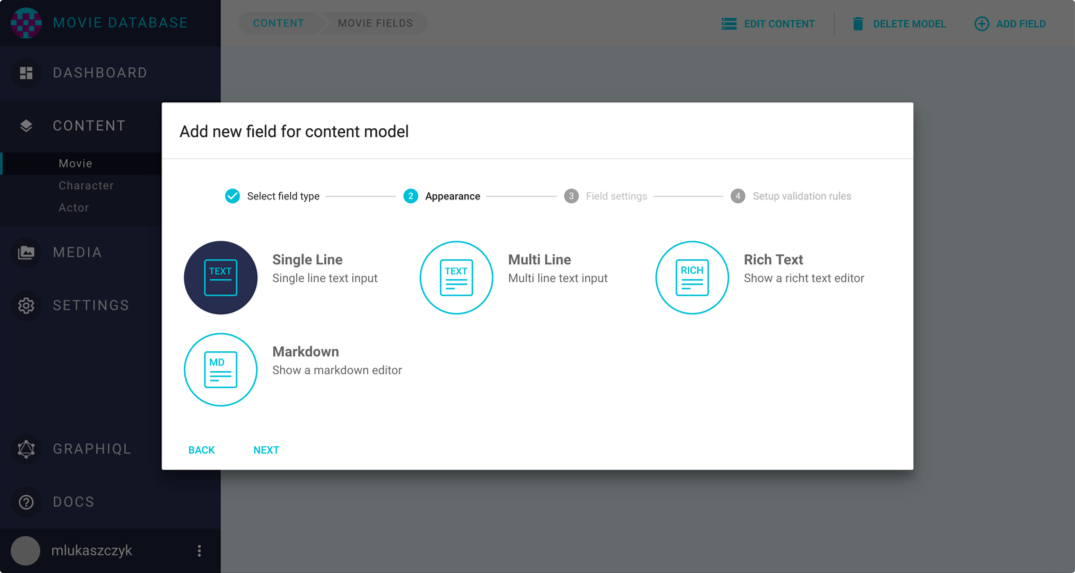 MOVIE DATABASE
CONTENT
MOVIE FIELDS
EDIT CONTENT
DELETE MODEL
ADD FIELD
DASHBOARD
CONTENT
Movie
Character
Actor
MEDIA
SETTINGS
GRAPHIQL
DOCS
mlukaszczyk
Add new field for content model
Select field type
2 Appearance
3 Field settings
4 Setup validation rules
TEXT
Single Line
Single line text input
TEXT
Multi Line
Multi line text input
RICH
Rich Text
Show a richt text editor
MD
Markdown
Show a markdown editor
BACK
NEXT